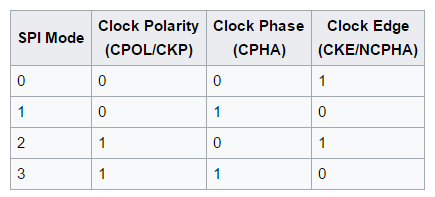 SPI Mode Clock Polarity (CPOL/CKP) Clock Phase (CPHA) Clock Edge (CKE/NCPHA)
0 0 0 1
1 0 1 0
2 1 0 1
3 1 1 0